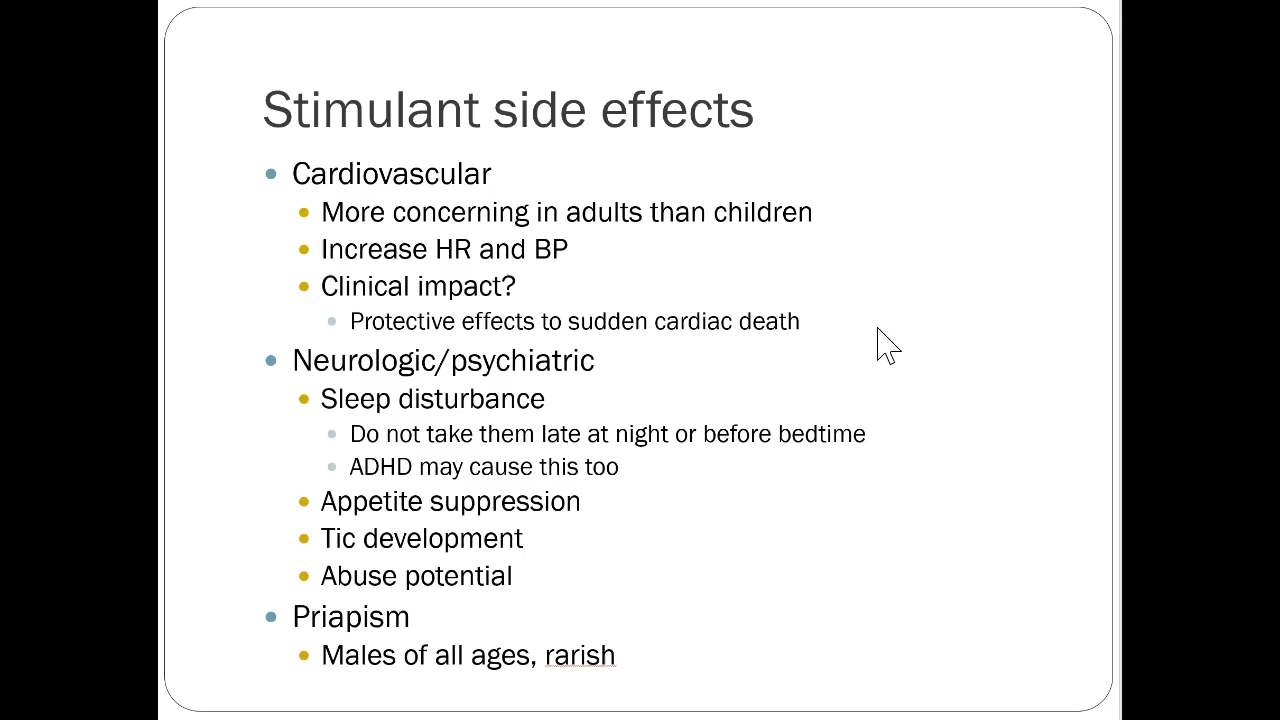 Stimulant side effects
Cardiovascular
More concerning in adults than children
Increase HR and BP
Clinical impact?
Protective effects to sudden cardiac death
Neurologic/psychiatric
Sleep disturbance
Do not take them late at night or before bedtime
ADHD may cause this too
Appetite suppression
Tic development
Abuse potential
Priapism
Males of all ages, rarish